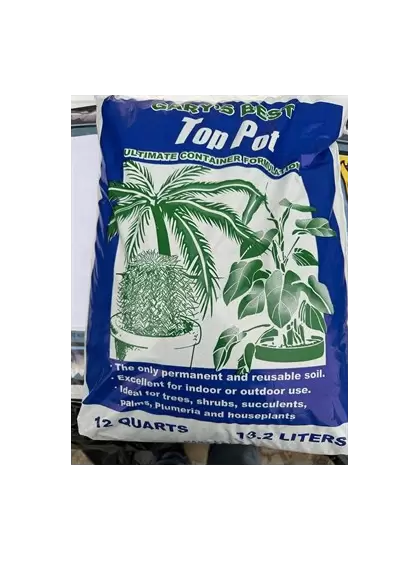 GARY'S BEST
Top Pot
ULTIMATE CONTAINER FORMULATION
· The only permanent and reusable soil.
· Excellent for indoor or outdoor use.
· Ideal for trees, shrubs, succulents,
palms, Plumeria and houseplants
12 QUARTS 13.2 LITERS